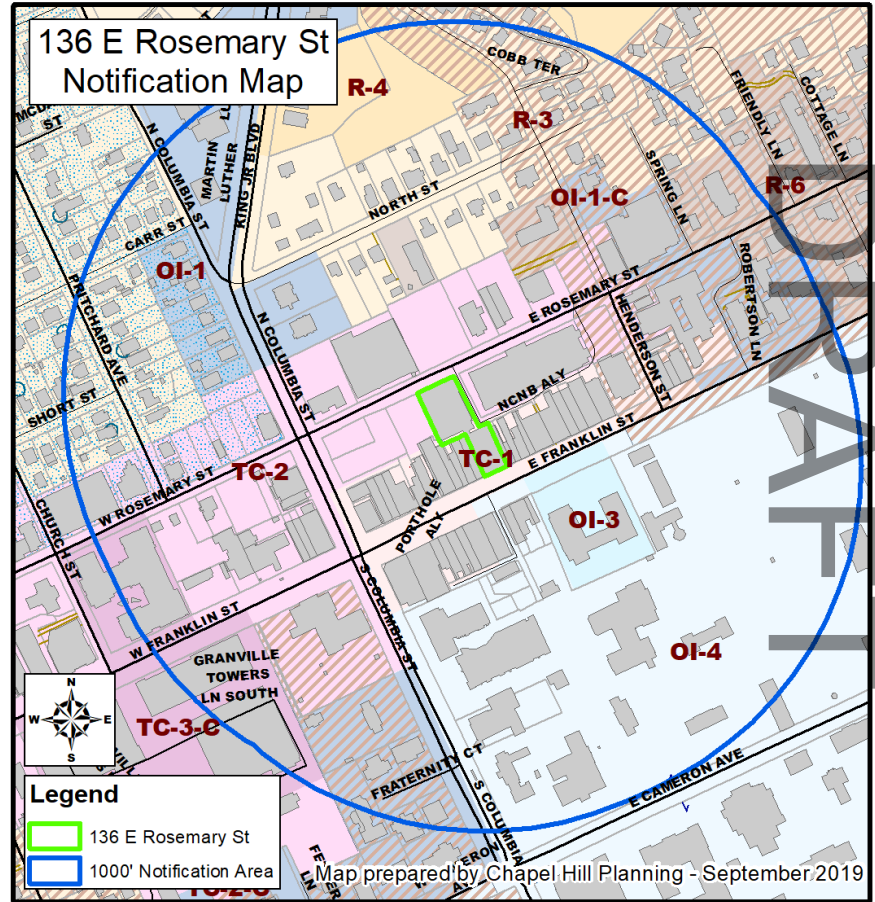 136 E Rosemary St
Notification Map
COBB TER
R-4
FRIENDLY LN
COTTAGE LN
ST
N COLUMBIA ST
MARTIN
LUTHER
KING JR BLVD
R-3
SPRING LN
R-6
NORTH ST
OI-1-C
CARR ST
OI-1
PRITCHARD AVE
ROBERTSON LN
E ROSEMARY ST
HENDERSON ST
N COLUMBIA ST
SHORT ST
NCNB ALY
E FRANKLIN ST
TC-1
TC-2
W ROSEMARY ST
PORTHOLE
ALY
CHURCH ST
OI-3
DRAFT
W FRANKLIN ST
S COLUMBIA ST
GRANVILLE
TOWERS
LN SOUTH
OI-4
N
W E
S
TC-3-C
FRATERNITY CT
E CAMERON AVE
S COLUMBIA
Legend
136 E Rosemary St
1000' Notification Area
LN
Map prepared by Chapel Hill Planning - September 2019